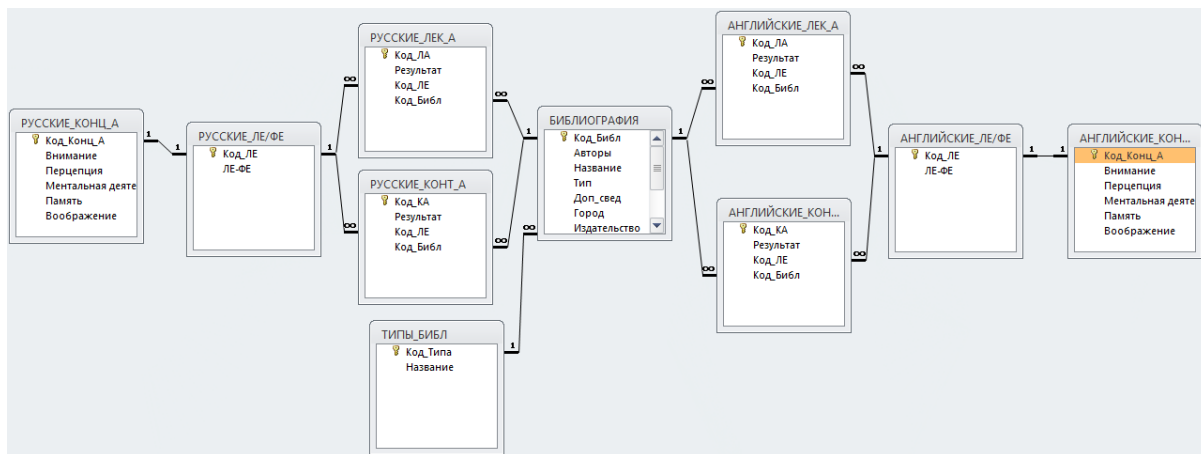 РУССКИЕ_КОНЦ_А
Код_Конц_А
Внимание
Перцепция
Ментальная деяте
Память
Воображение
РУССКИЕ_ЛЕ/ФЕ
Код_ЛЕ
ЛЕ-ФЕ
РУССКИЕ_ЛЕК_А
Код_ЛА
Результат
Код_ЛЕ
Код_Библ
РУССКИЕ_КОНТ_А
Код_КА
Результат
Код_ЛЕ
Код_Библ
ТИПЫ_БИБЛ
Код_Типа
Название
БИБЛИОГРАФИЯ
Код_Библ
Авторы
Название
Тип
Доп_свед
Город
Издательство
АНГЛИЙСКИЕ_ЛЕК_А
Код_ЛА
Результат
Код_ЛЕ
Код_Библ
АНГЛИЙСКИЕ_КОН...
Код_КА
Результат
Код_ЛЕ
Код_Библ
АНГЛИЙСКИЕ_ЛЕ/ФЕ
Код_ЛЕ
ЛЕ-ФЕ
АНГЛИЙСКИЕ_КОН...
Код_Конц_А
Внимание
Перцепция
Ментальная деяте
Память
Воображение
1
1
1
∞
∞
∞
∞
1
∞
1
1
∞
∞
∞
∞
1
1
1